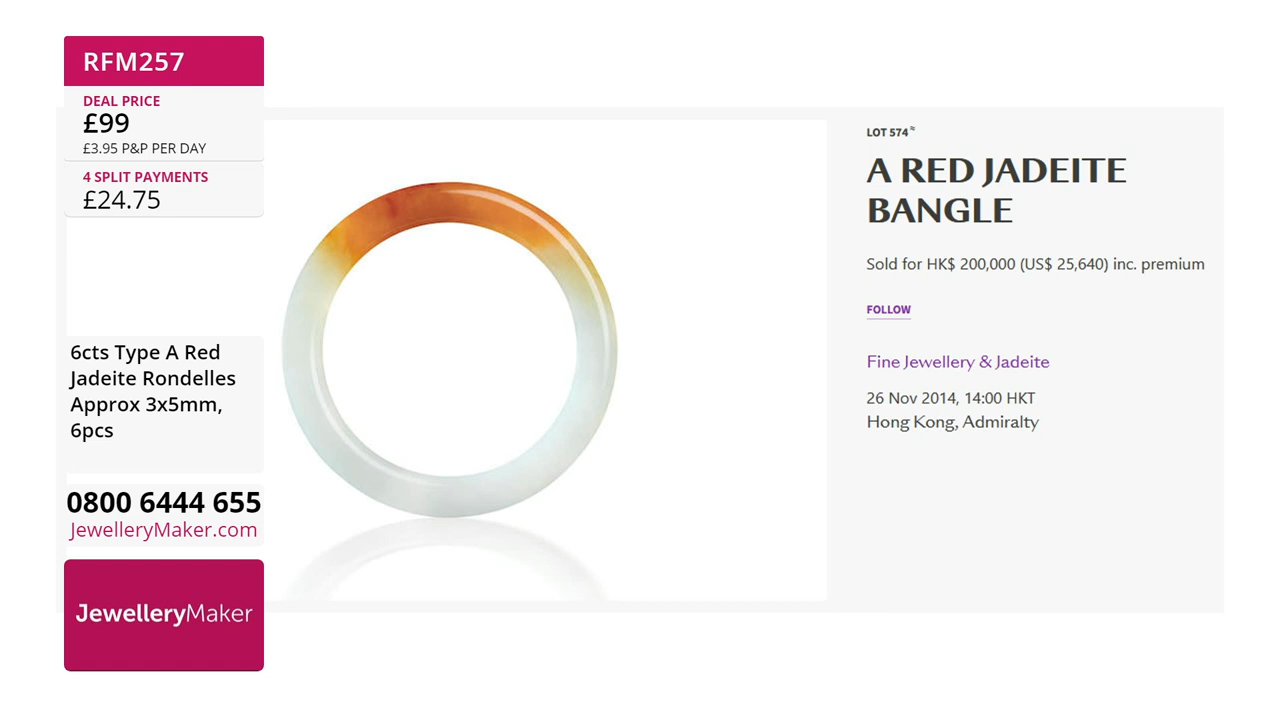 RFM257
DEAL PRICE
£99
£3.95 P&P PER DAY
4 SPLIT PAYMENTS
£24.75
6cts Type A Red
Jadeite Rondelles
Approx 3x5mm,
6pcs
0800 6444 655
JewelleryMaker.com
JewelleryMaker
LOT 574 ≈
A RED JADEITE
BANGLE
Sold for HK$ 200,000 (US$ 25,640) inc. premium
FOLLOW
Fine Jewellery & Jadeite
26 Nov 2014, 14:00 HKT
Hong Kong, Admiralty